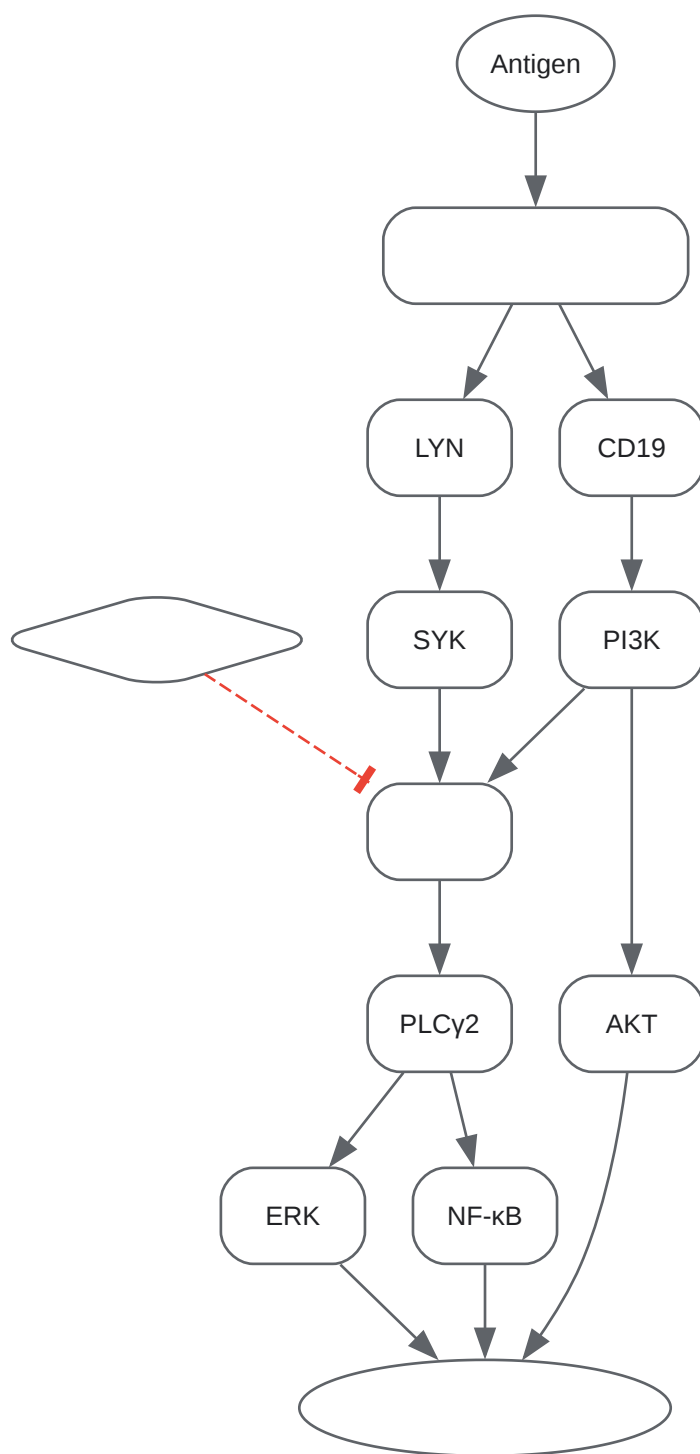 Antigen
LYN
CD19
SYK
PI3K
PLCγ2
AKT
ERK
NF-κB